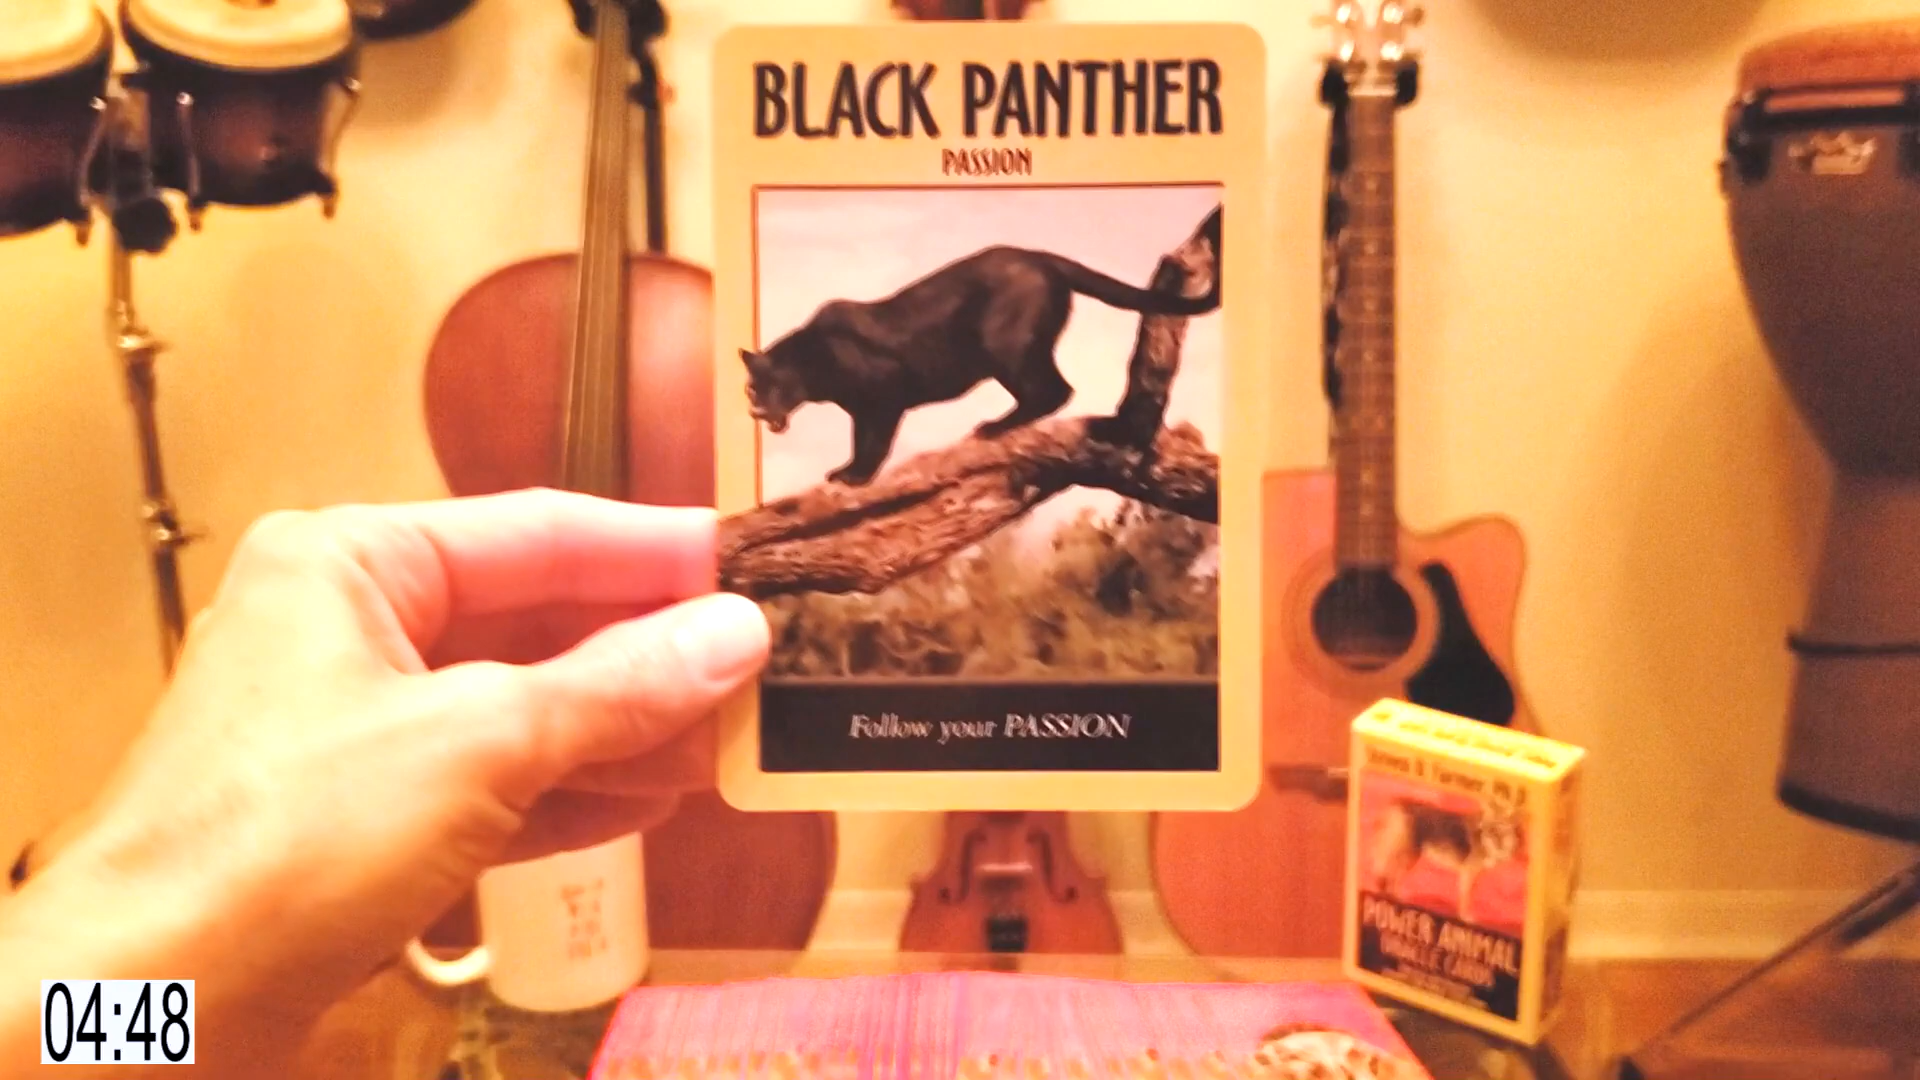 BLACK PANTHER
PASSION
Follow your PASSION
POWER ANIMAL
ORACLE CARDS
04:48